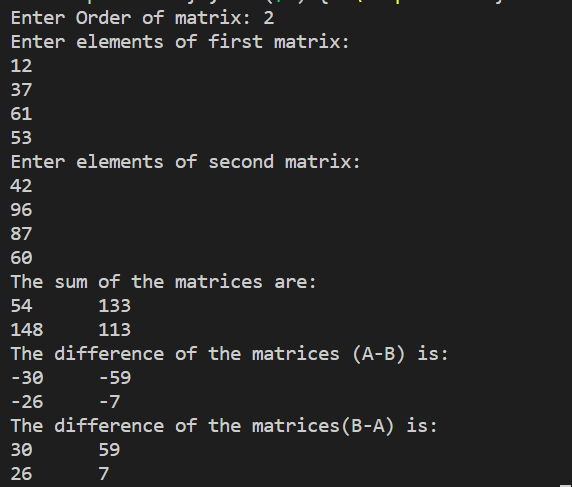 Enter Order of matrix: 2
Enter elements of first matrix:
12
37
61
53
Enter elements of second matrix:
42
96
87
60
The sum of the matrices are:
54 133
148 113
The difference of the matrices (A-B) is:
-30 -59
-26 -7
The difference of the matrices(B-A) is:
30 59
26 7